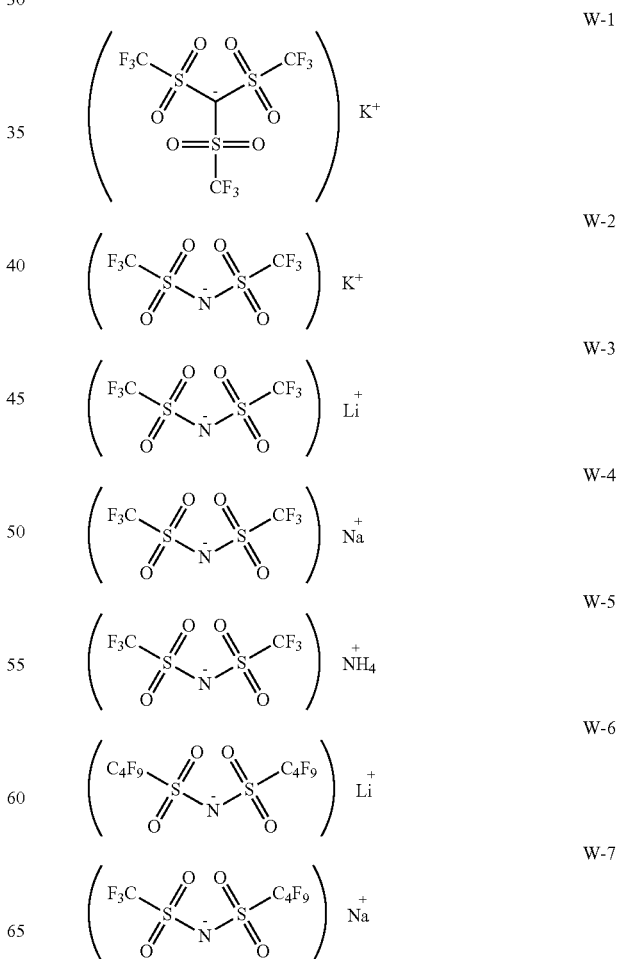 30
W-1
O O
F3C S - S CF3
O O
K+
35
O=S=O
CF3
W-2
O O
40
F3C S S CF3
K+
- N
O O
W-3
O O
F3C S S CF3
45
Li+
- N
O O
W-4
O O
F3C S S CF3
50
Na+
- N
O O
W-5
O O
F3C S S CF3
55
NH4+
- N
O O
W-6
O O
C4F9 S S C4F9
Li+
60
- N
O O
W-7
O O
F3C S S C4F9
Na+
- N
65
O O